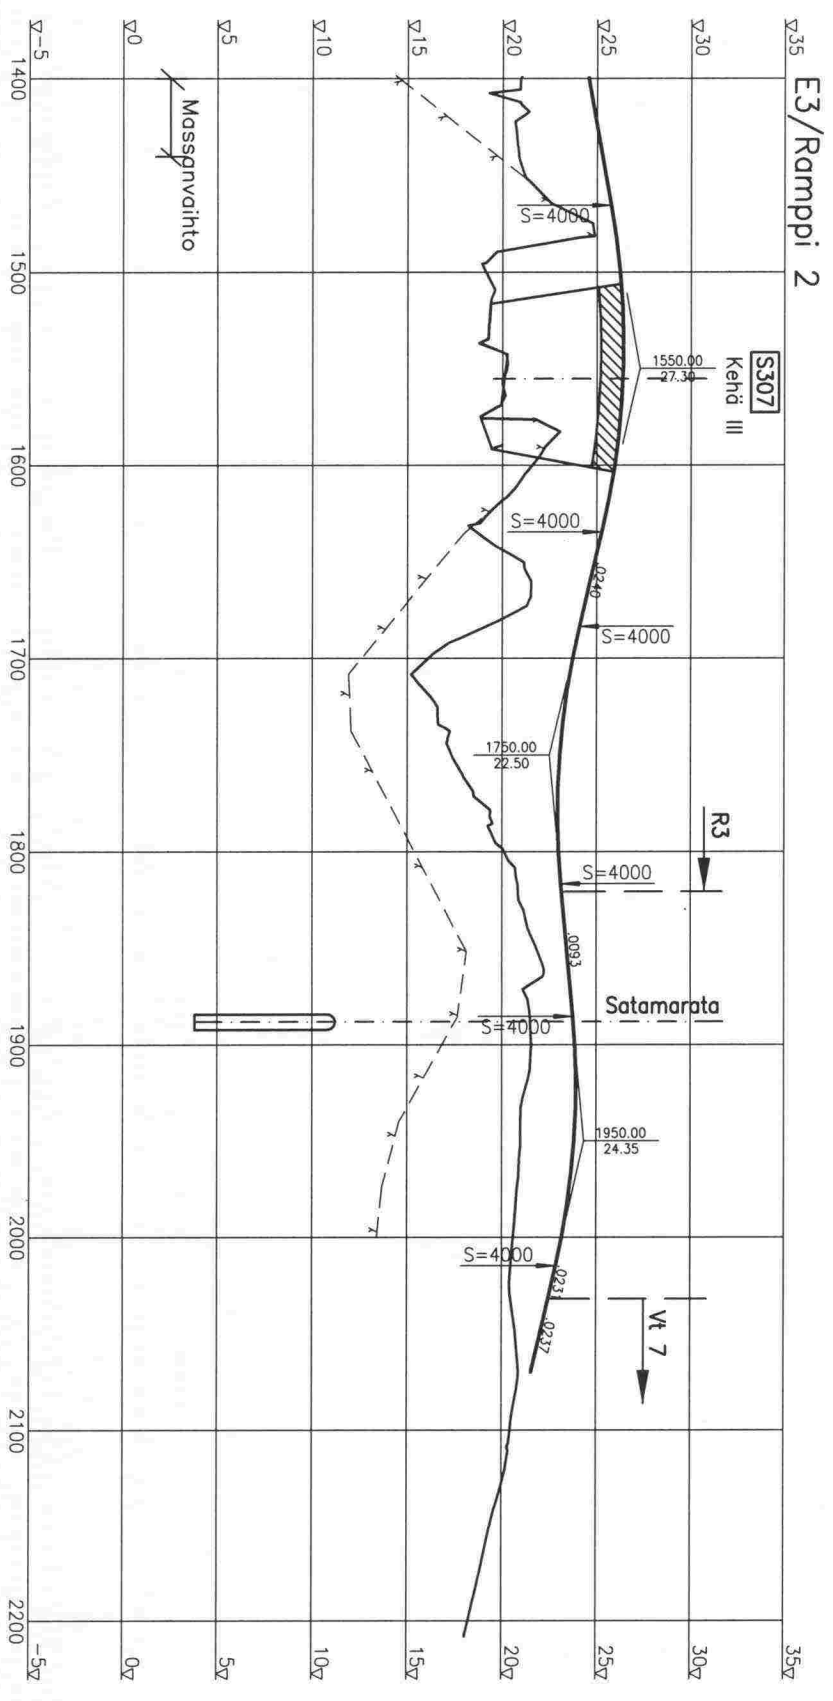 E3/Ramppi 2
▽35
▽30
▽25
▽20
▽15
▽10
▽5
▽0
▽-5
S307
Kehä III
1550.00
27.30
S=4000
S=4000
.0240
S=4000
1750.00
22.50
R3
S=4000
.0093
Satamarata
S=4000
1950.00
24.35
S=4000
.0231
.0237
Vt 7
Massanvaihto
35▽
30▽
25▽
20▽
15▽
10▽
5▽
0▽
-5▽
1400
1500
1600
1700
1800
1900
2000
2100
2200